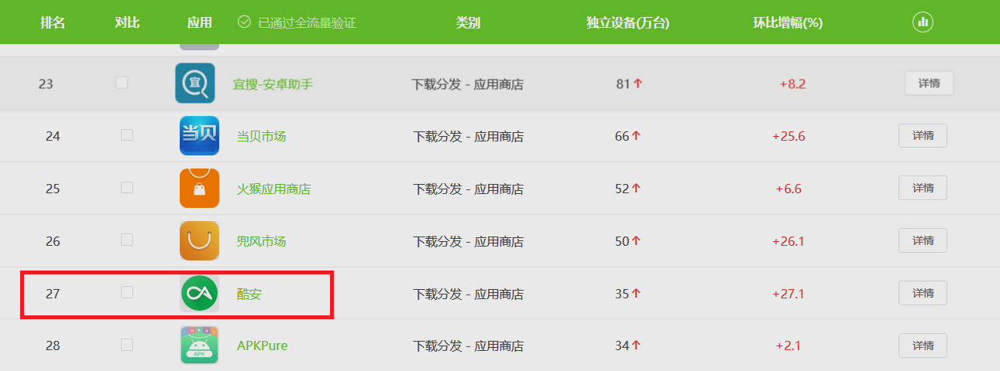 排名 对比 应用 已通过全流量验证 类别 独立设备(万台) 环比增幅(%)
23 宜 宜搜-安卓助手 下载分发 - 应用商店 81 +8.2 详情
24 当贝 当贝市场 下载分发 - 应用商店 66 +25.6 详情
25 火猴应用商店 下载分发 - 应用商店 52 +6.6 详情
26 兜风市场 下载分发 - 应用商店 50 +26.1 详情
27 酷安 下载分发 - 应用商店 35 +27.1 详情
28 APK APKPure 下载分发 - 应用商店 34 +2.1 详情